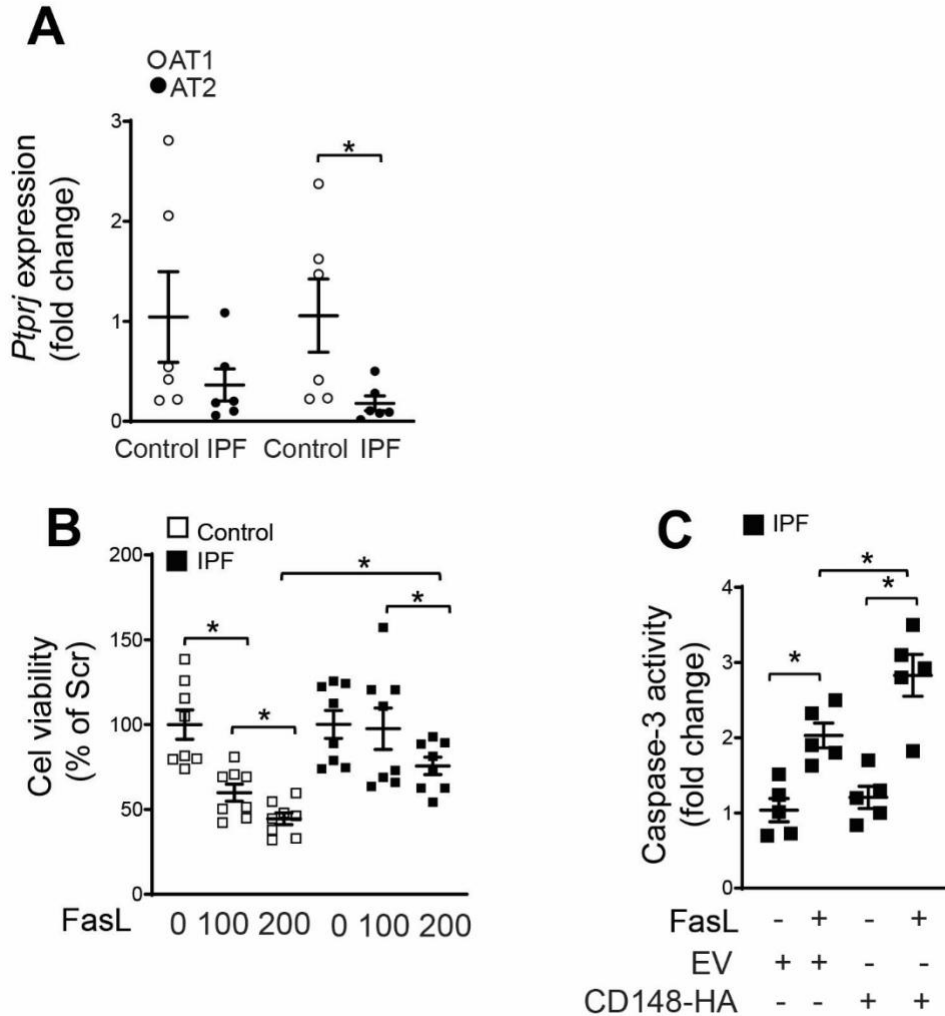 A
AT1
AT2
Ptprj expression
(fold change)
3
2
1
0
*
Control IPF Control IPF
B
Control
IPF
Cel viability
(% of Scr)
200
150
100
50
0
* * * *
FasL 0 100 200 0 100 200
C
IPF
Caspase-3 activity
(fold change)
4
3
2
1
0
* * *
FasL - + - +
EV + + - -
CD148-HA - - + +